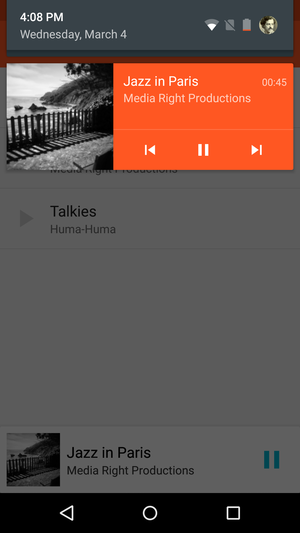 4:08 PM
Wednesday, March 4
Jazz in Paris
00:45
Media Right Productions
Media Right Productions
Talkies
Huma-Huma
Jazz in Paris
Media Right Productions